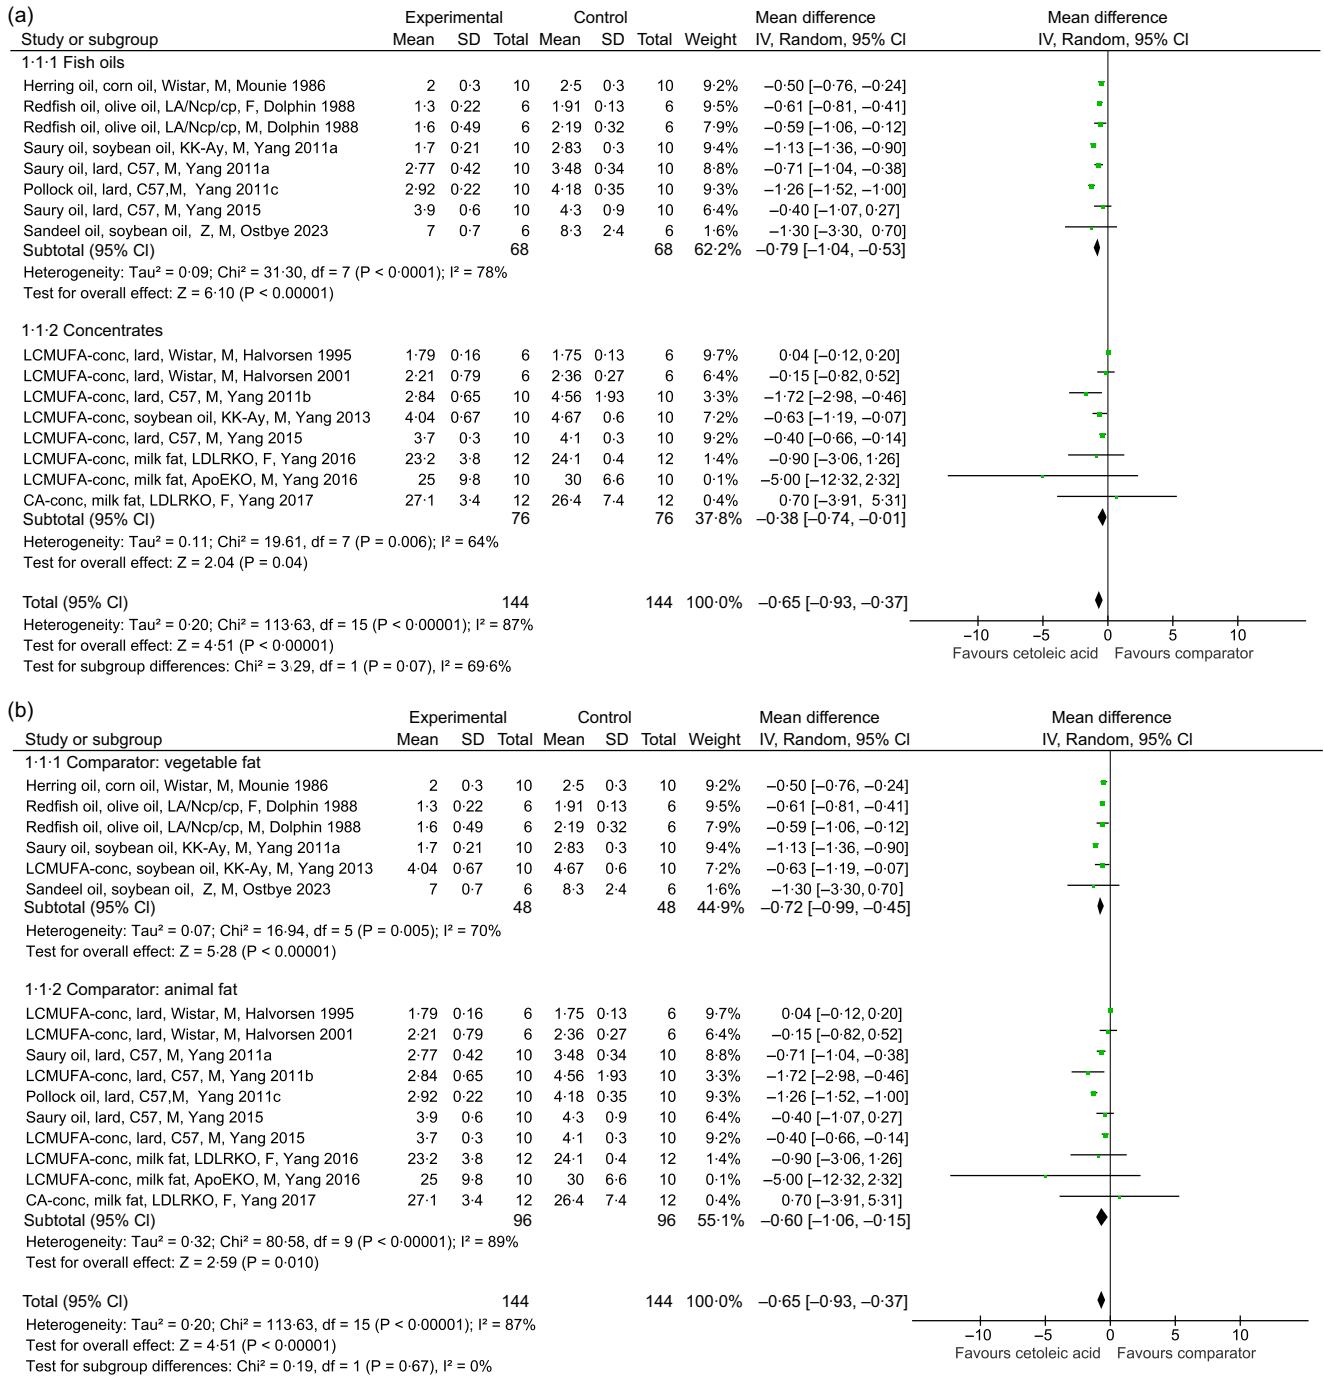 (a)
Experimental Control Mean difference Mean difference
Study or subgroup Mean SD Total Mean SD Total Weight IV, Random, 95% CI IV, Random, 95% CI
1·1·1 Fish oils
Herring oil, corn oil, Wistar, M, Mounie 1986 2 0·3 10 2·5 0·3 10 9·2% −0·50 [−0·76, −0·24]
Redfish oil, olive oil, LA/Ncp/cp, F, Dolphin 1988 1·3 0·22 6 1·91 0·13 6 9·5% −0·61 [−0·81, −0·41]
Redfish oil, olive oil, LA/Ncp/cp, M, Dolphin 1988 1·6 0·49 6 2·19 0·32 6 7·9% −0·59 [−1·06, −0·12]
Saury oil, soybean oil, KK-Ay, M, Yang 2011a 1·7 0·21 10 2·83 0·3 10 9·4% −1·13 [−1·36, −0·90]
Saury oil, lard, C57, M, Yang 2011a 2·77 0·42 10 3·48 0·34 10 8·8% −0·71 [−1·04, −0·38]
Pollock oil, lard, C57,M, Yang 2011c 2·92 0·22 10 4·18 0·35 10 9·3% −1·26 [−1·52, −1·00]
Saury oil, lard, C57, M, Yang 2015 3·9 0·6 10 4·3 0·9 10 6·4% −0·40 [−1·07, 0·27]
Sandeel oil, soybean oil, Z, M, Ostbye 2023 7 0·7 6 8·3 2·4 6 1·6% −1·30 [−3·30, 0·70]
Subtotal (95% CI) 68 68 62·2% −0·79 [−1·04, −0·53]
Heterogeneity: Tau² = 0·09; Chi² = 31·30, df = 7 (P < 0·0001); I² = 78%
Test for overall effect: Z = 6·10 (P < 0.00001)
1·1·2 Concentrates
LCMUFA-conc, lard, Wistar, M, Halvorsen 1995 1·79 0·16 6 1·75 0·13 6 9·7% 0·04 [−0·12, 0·20]
LCMUFA-conc, lard, Wistar, M, Halvorsen 2001 2·21 0·79 6 2·36 0·27 6 6·4% −0·15 [−0·82, 0·52]
LCMUFA-conc, lard, C57, M, Yang 2011b 2·84 0·65 10 4·56 1·93 10 3·3% −1·72 [−2·98, −0·46]
LCMUFA-conc, soybean oil, KK-Ay, M, Yang 2013 4·04 0·67 10 4·67 0·6 10 7·2% −0·63 [−1·19, −0·07]
LCMUFA-conc, lard, C57, M, Yang 2015 3·7 0·3 10 4·1 0·3 10 9·2% −0·40 [−0·66, −0·14]
LCMUFA-conc, milk fat, LDLRKO, F, Yang 2016 23·2 3·8 12 24·1 0·4 12 1·4% −0·90 [−3·06, 1·26]
LCMUFA-conc, milk fat, ApoEKO, M, Yang 2016 25 9·8 10 30 6·6 10 0·1% −5·00 [−12·32, 2·32]
CA-conc, milk fat, LDLRKO, F, Yang 2017 27·1 3·4 12 26·4 7·4 12 0·4% 0·70 [−3·91, 5·31]
Subtotal (95% CI) 76 76 37·8% −0·38 [−0·74, −0·01]
Heterogeneity: Tau² = 0.11; Chi² = 19·61, df = 7 (P = 0.006); I² = 64%
Test for overall effect: Z = 2.04 (P = 0.04)
Total (95% CI) 144 144 100·0% −0·65 [−0·93, −0·37]
Heterogeneity: Tau² = 0·20; Chi² = 113·63, df = 15 (P < 0·00001); I² = 87%
Test for overall effect: Z = 4·51 (P < 0·00001)
Test for subgroup differences: Chi² = 3·29, df = 1 (P = 0·07), I² = 69·6%
−10 −5 0 5 10
Favours cetoleic acid Favours comparator
(b)
Experimental Control Mean difference Mean difference
Study or subgroup Mean SD Total Mean SD Total Weight IV, Random, 95% CI IV, Random, 95% CI
1·1·1 Comparator: vegetable fat
Herring oil, corn oil, Wistar, M, Mounie 1986 2 0·3 10 2·5 0·3 10 9·2% −0·50 [−0·76, −0·24]
Redfish oil, olive oil, LA/Ncp/cp, F, Dolphin 1988 1·3 0·22 6 1·91 0·13 6 9·5% −0·61 [−0·81, −0·41]
Redfish oil, olive oil, LA/Ncp/cp, M, Dolphin 1988 1·6 0·49 6 2·19 0·32 6 7·9% −0·59 [−1·06, −0·12]
Saury oil, soybean oil, KK-Ay, M, Yang 2011a 1·7 0·21 10 2·83 0·3 10 9·4% −1·13 [−1·36, −0·90]
LCMUFA-conc, soybean oil, KK-Ay, M, Yang 2013 4·04 0·67 10 4·67 0·6 10 7·2% −0·63 [−1·19, −0·07]
Sandeel oil, soybean oil, Z, M, Ostbye 2023 7 0·7 6 8·3 2·4 6 1·6% −1·30 [−3·30, 0·70]
Subtotal (95% CI) 48 48 44·9% −0·72 [−0·99, −0·45]
Heterogeneity: Tau² = 0·07; Chi² = 16·94, df = 5 (P = 0·005); I² = 70%
Test for overall effect: Z = 5·28 (P < 0.00001)
1·1·2 Comparator: animal fat
LCMUFA-conc, lard, Wistar, M, Halvorsen 1995 1·79 0·16 6 1·75 0·13 6 9·7% 0·04 [−0·12, 0·20]
LCMUFA-conc, lard, Wistar, M, Halvorsen 2001 2·21 0·79 6 2·36 0·27 6 6·4% −0·15 [−0·82, 0·52]
Saury oil, lard, C57, M, Yang 2011a 2·77 0·42 10 3·48 0·34 10 8·8% −0·71 [−1·04, −0·38]
LCMUFA-conc, lard, C57, M, Yang 2011b 2·84 0·65 10 4·56 1·93 10 3·3% −1·72 [−2·98, −0·46]
Pollock oil, lard, C57,M, Yang 2011c 2·92 0·22 10 4·18 0·35 10 9·3% −1·26 [−1·52, −1·00]
Saury oil, lard, C57, M, Yang 2015 3·9 0·6 10 4·3 0·9 10 6·4% −0·40 [−1·07, 0·27]
LCMUFA-conc, lard, C57, M, Yang 2015 3·7 0·3 10 4·1 0·3 10 9·2% −0·40 [−0·66, −0·14]
LCMUFA-conc, milk fat, LDLRKO, F, Yang 2016 23·2 3·8 12 24·1 0·4 12 1·4% −0·90 [−3·06, 1·26]
LCMUFA-conc, milk fat, ApoEKO, M, Yang 2016 25 9·8 10 30 6·6 10 0·1% −5·00 [−12·32, 2·32]
CA-conc, milk fat, LDLRKO, F, Yang 2017 27·1 3·4 12 26·4 7·4 12 0·4% 0·70 [−3·91, 5·31]
Subtotal (95% CI) 96 96 55·1% −0·60 [−1·06, −0·15]
Heterogeneity: Tau² = 0·32; Chi² = 80·58, df = 9 (P < 0·00001); I² = 89%
Test for overall effect: Z = 2·59 (P = 0·010)
Total (95% CI) 144 144 100·0% −0·65 [−0·93, −0·37]
Heterogeneity: Tau² = 0·20; Chi² = 113·63, df = 15 (P < 0·00001); I² = 87%
Test for overall effect: Z = 4·51 (P < 0·00001)
Test for subgroup differences: Chi² = 0·19, df = 1 (P = 0·67), I² = 0%
−10 −5 0 5 10
Favours cetoleic acid Favours comparator